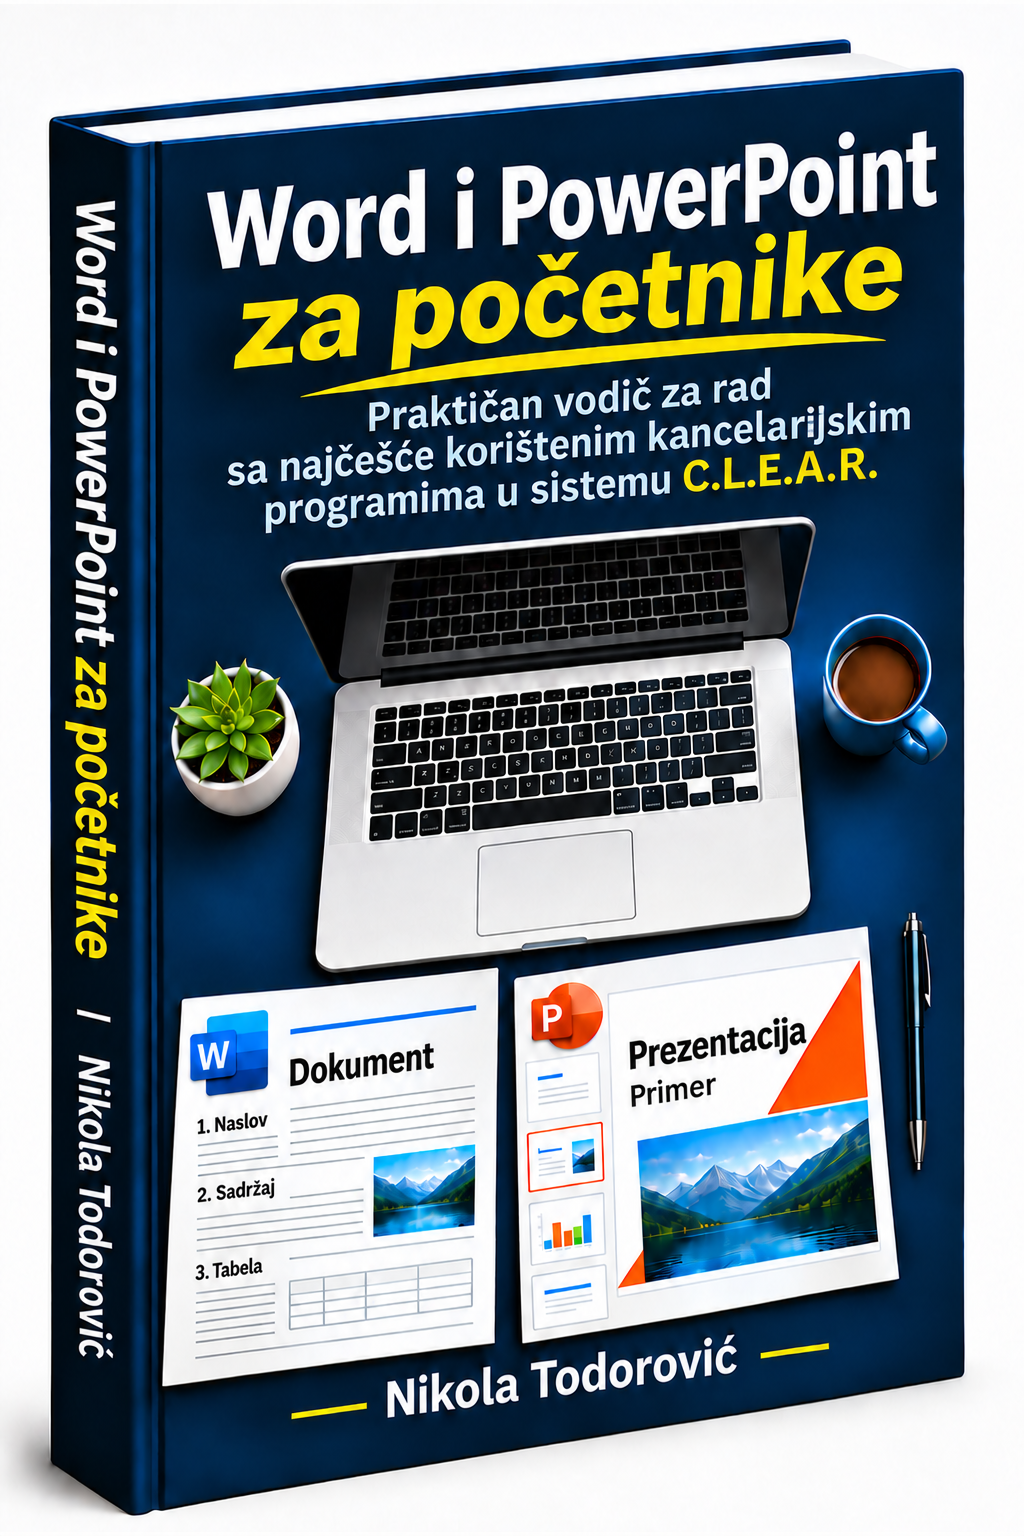 Word i PowerPoint
za početnike
Praktičan vodič za rad
sa najčešće korištenim kancelarijskim
programima u sistemu C.L.E.A.R.
Word i PowerPoint za početnike | Nikola Todorović
W
Dokument
1. Naslov
2. Sadržaj
3. Tabela
P
Prezentacija
Primer
Nikola Todorović